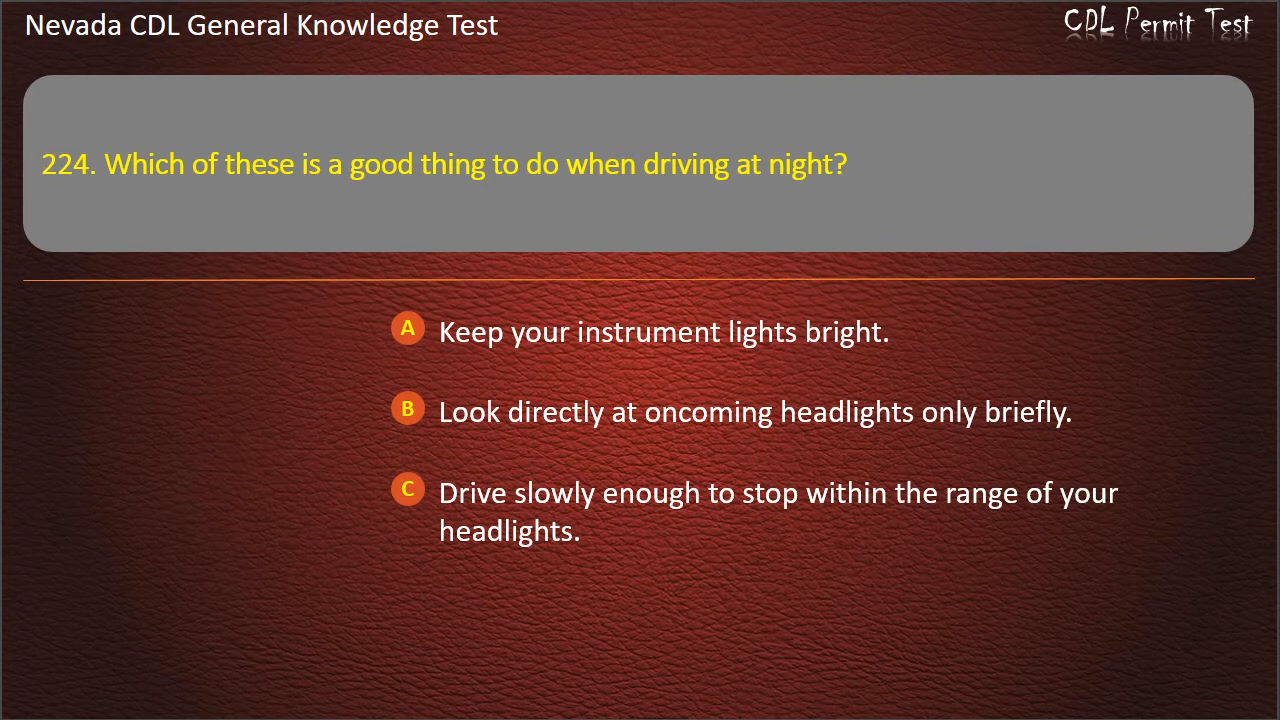 Nevada CDL General Knowledge Test
CDL Permit Test
224. Which of these is a good thing to do when driving at night?
A Keep your instrument lights bright.
B Look directly at oncoming headlights only briefly.
C Drive slowly enough to stop within the range of your
headlights.